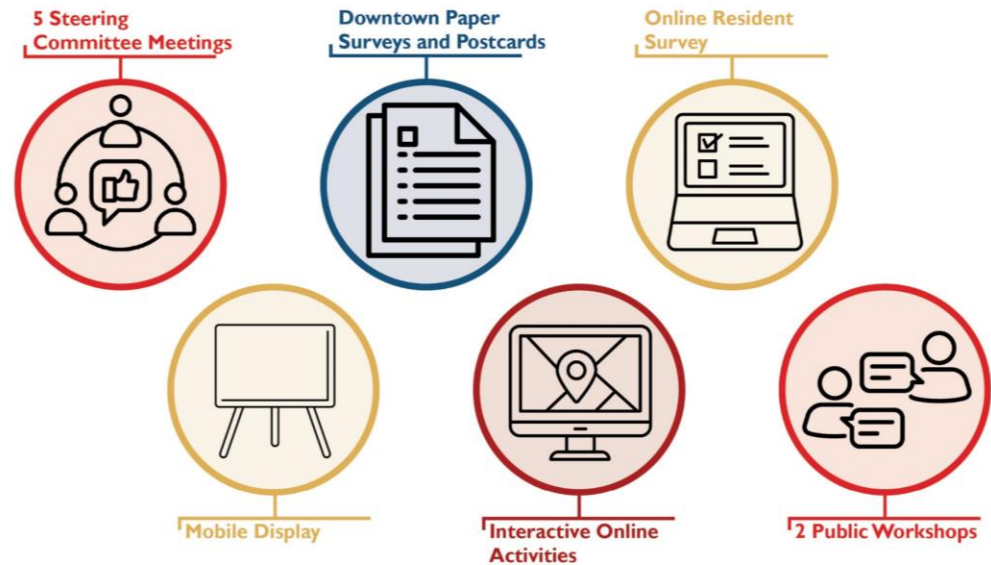 5 Steering
Committee Meetings
Downtown Paper
Surveys and Postcards
Online Resident
Survey
Mobile Display
Interactive Online
Activities
2 Public Workshops